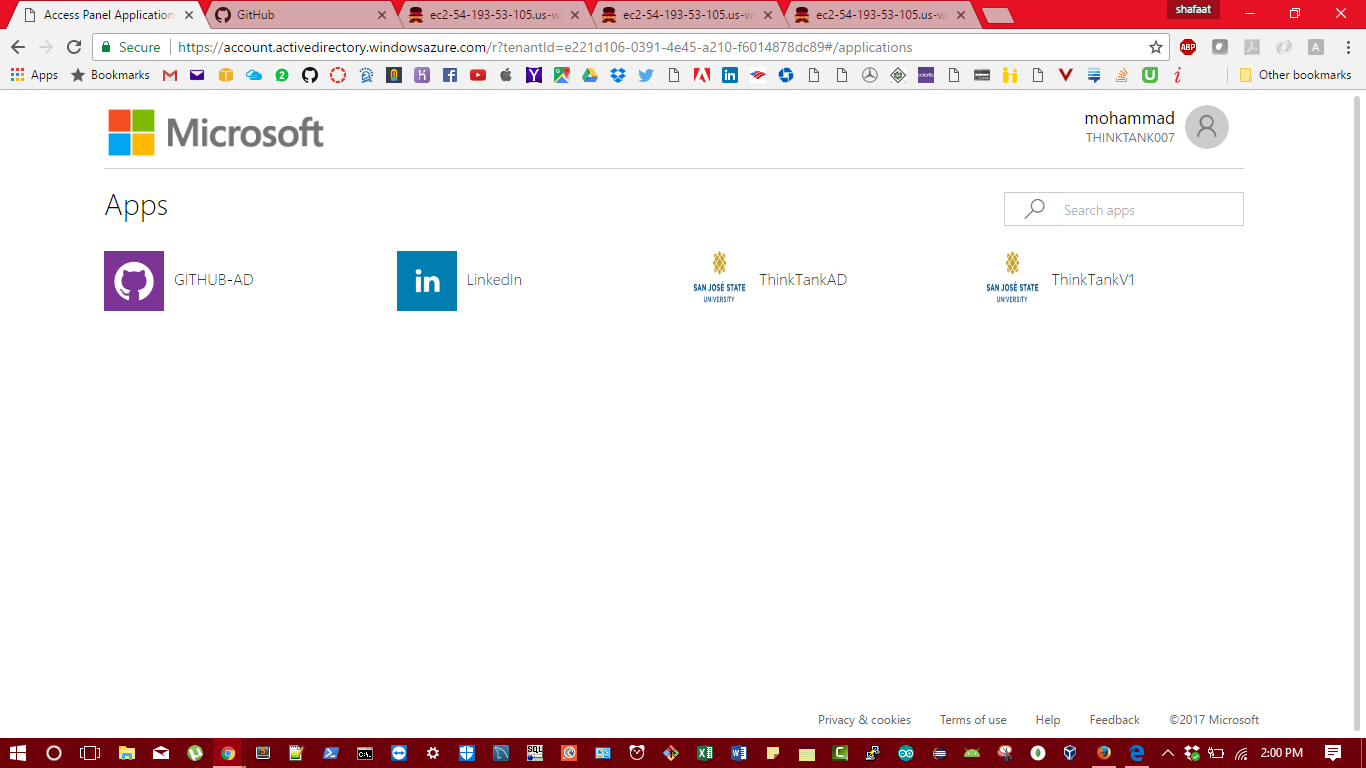 Access Panel Application
GitHub
ec2-54-193-53-105.us-w
ec2-54-193-53-105.us-w
ec2-54-193-53-105.us-w
shafaat
Secure
https://account.activedirectory.windowsazure.com/r?tenantId=e221d106-0391-4e45-a210-f6014878dc89#/applications
ABP
A
Apps
Bookmarks
2
Other bookmarks
Microsoft
mohammad
THINKTANK007
Apps
Search apps
GITHUB-AD
in
LinkedIn
SAN JOSÉ STATE
UNIVERSITY
ThinkTankAD
SAN JOSÉ STATE
UNIVERSITY
ThinkTankV1
Privacy & cookies
Terms of use
Help
Feedback
©2017 Microsoft
2:00 PM